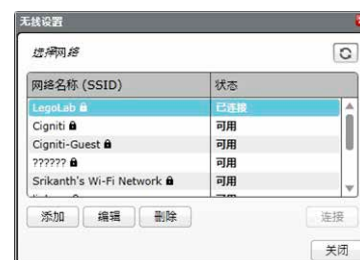 无线设置
选择网络
网络名称 (SSID) 状态
LegoLab 已连接
Cigniti 可用
Cigniti-Guest 可用
?????? 可用
Srikanth's Wi-Fi Network 可用
添加 编辑 删除 连接
关闭